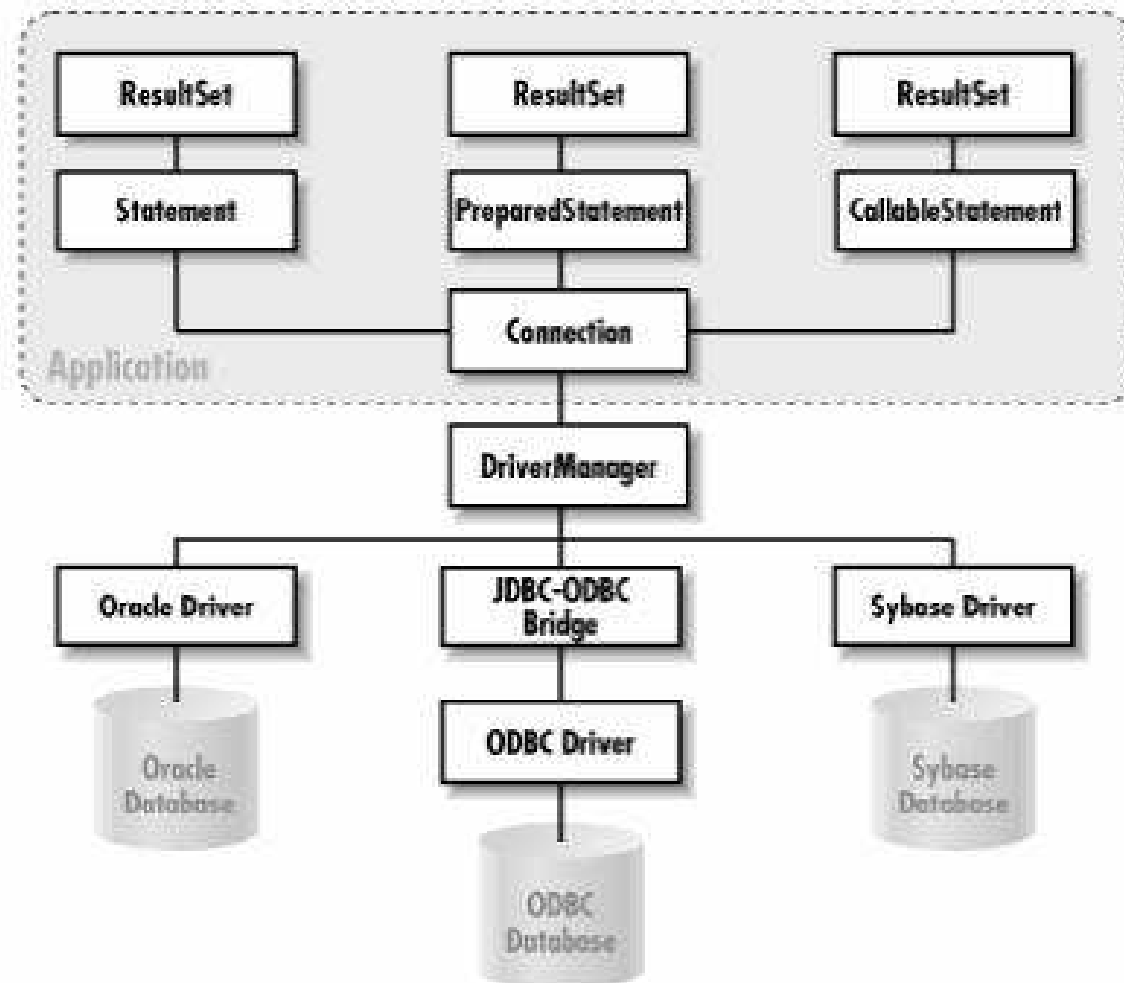 ResultSet
ResultSet
ResultSet
Statement
PreparedStatement
CallableStatement
Connection
Application
DriverManager
Oracle Driver
JDBC-ODBC
Bridge
Sybase Driver
ODBC Driver
Oracle
Database
Sybase
Database
ODBC
Database